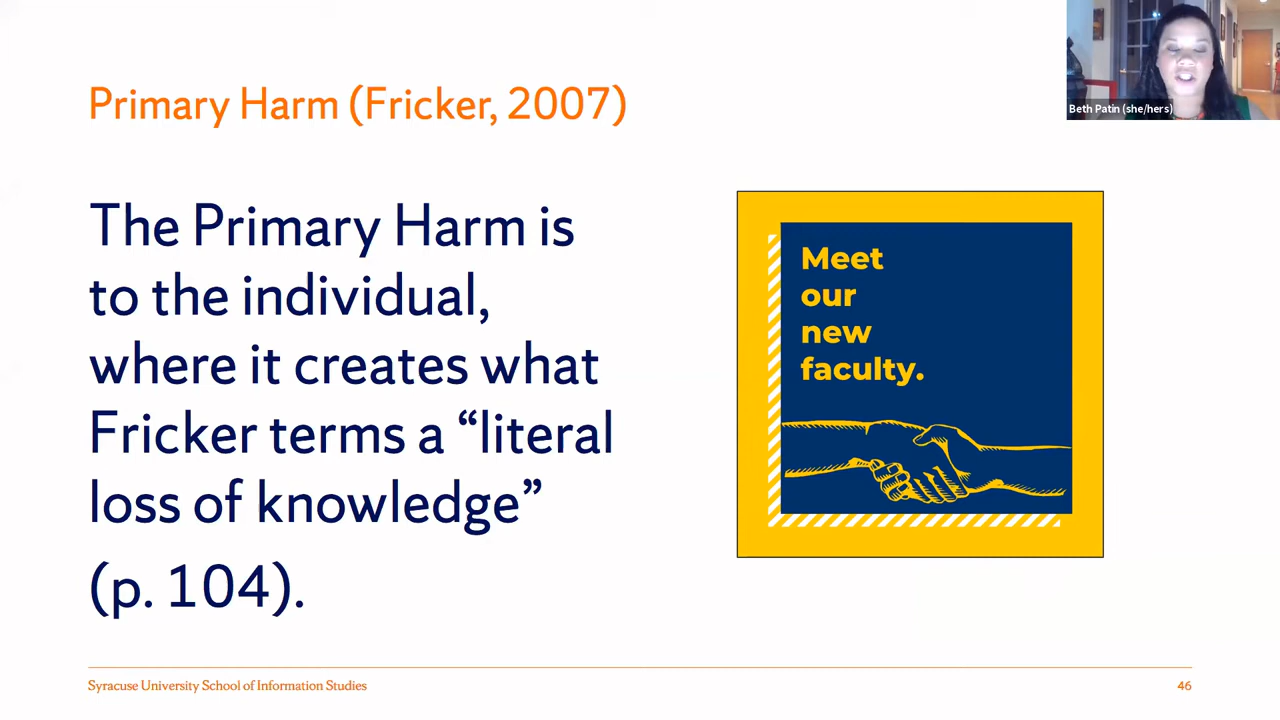 Primary Harm (Fricker, 2007)
The Primary Harm is
to the individual,
where it creates what
Fricker terms a “literal
loss of knowledge”
(p. 104).
Meet
our
new
faculty.
Beth Patin (she/hers)
Syracuse University School of Information Studies
46